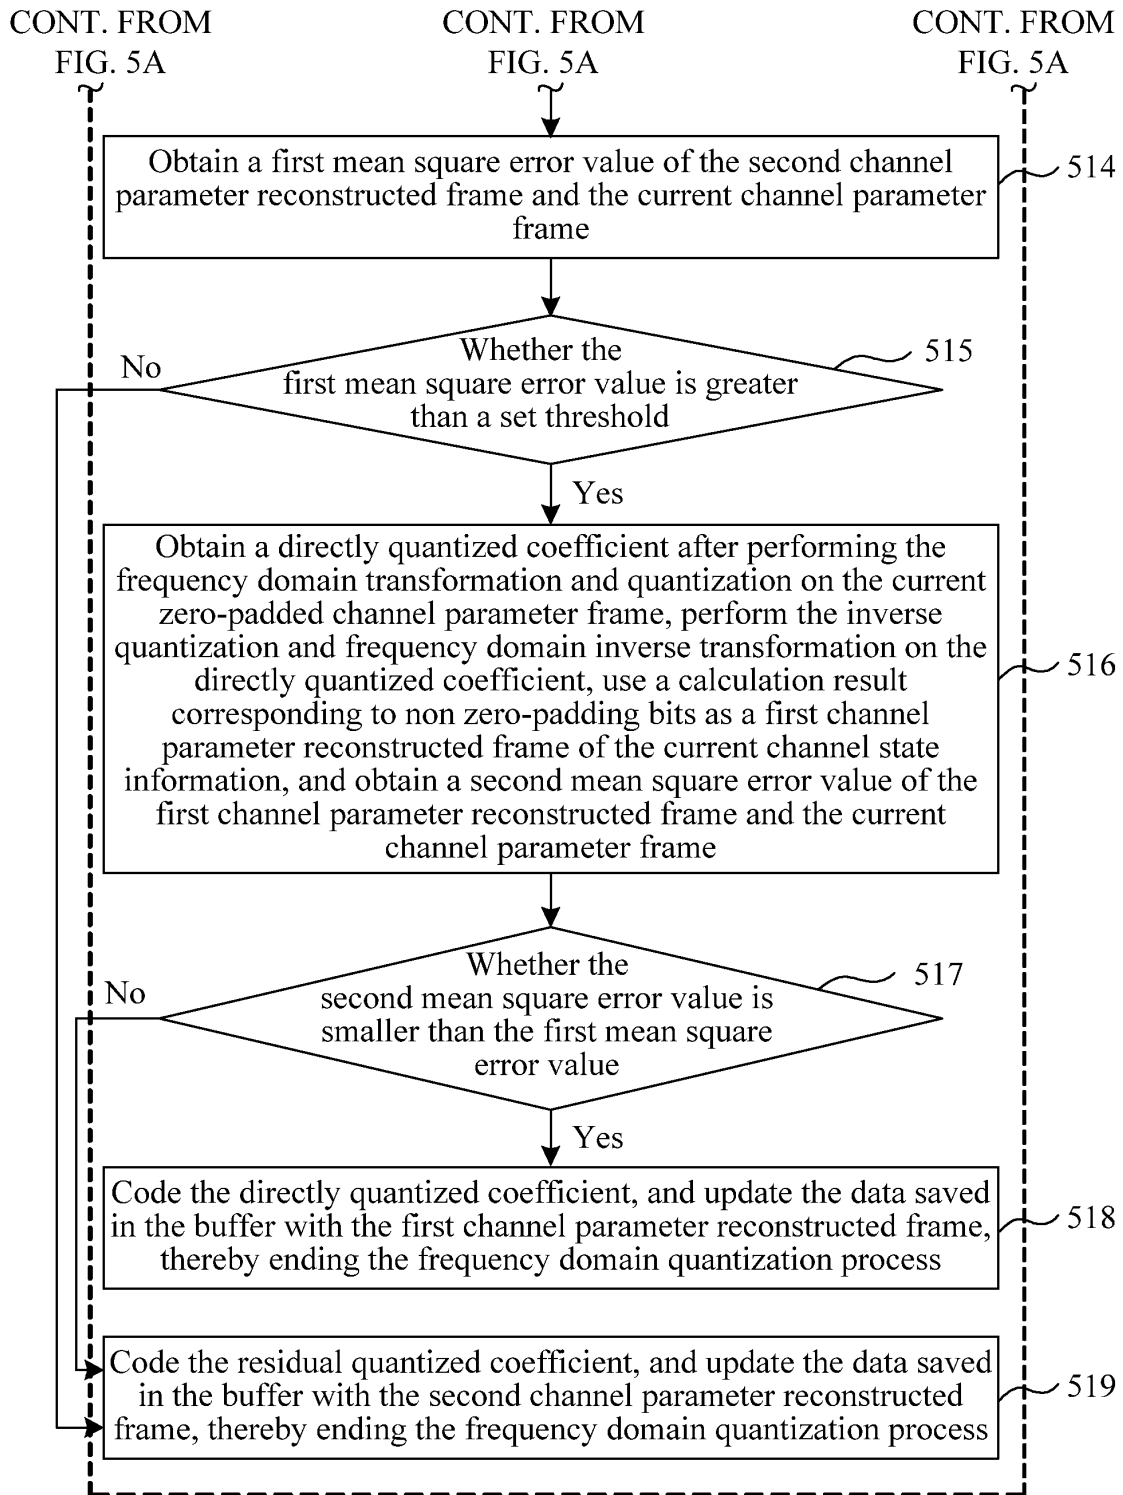 CONT. FROM
FIG. 5A
CONT. FROM
FIG. 5A
CONT. FROM
FIG. 5A
Obtain a first mean square error value of the second channel
parameter reconstructed frame and the current channel parameter
frame
514
Whether the
first mean square error value is greater
than a set threshold
515
No
Yes
Obtain a directly quantized coefficient after performing the
frequency domain transformation and quantization on the current
zero-padded channel parameter frame, perform the inverse
quantization and frequency domain inverse transformation on the
directly quantized coefficient, use a calculation result
corresponding to non zero-padding bits as a first channel
parameter reconstructed frame of the current channel state
information, and obtain a second mean square error value of the
first channel parameter reconstructed frame and the current
channel parameter frame
516
Whether the
second mean square error value is
smaller than the first mean square
error value
517
No
Yes
Code the directly quantized coefficient, and update the data saved
in the buffer with the first channel parameter reconstructed frame,
thereby ending the frequency domain quantization process
518
Code the residual quantized coefficient, and update the data saved
in the buffer with the second channel parameter reconstructed
frame, thereby ending the frequency domain quantization process
519